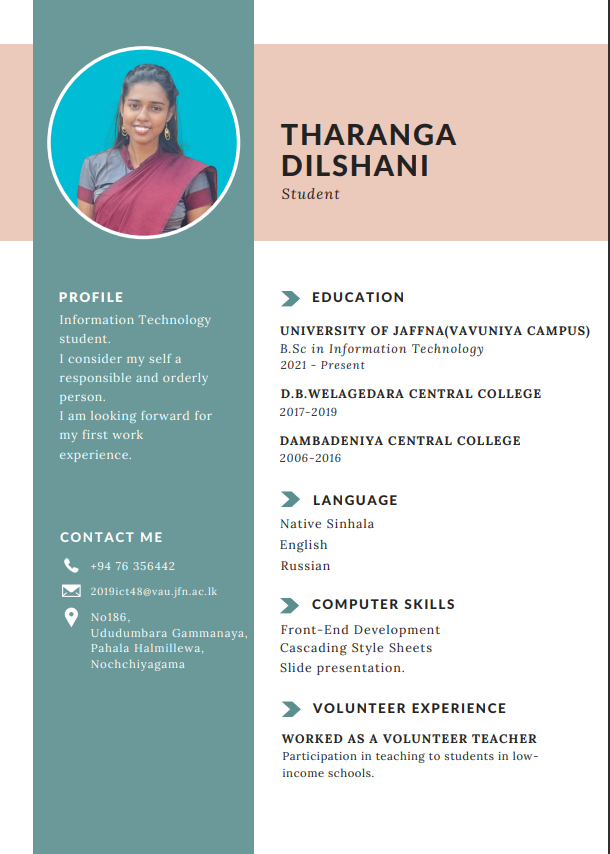 THARANGA
DILSHANI
Student
PROFILE
Information Technology
student.
I consider my self a
responsible and orderly
person.
I am looking forward for
my first work
experience.
CONTACT ME
+94 76 356442
2019ict48@vau.jfn.ac.lk
No186,
Ududumbara Gammanaya,
Pahala Halmillewa,
Nochchiyagama
EDUCATION
UNIVERSITY OF JAFFNA(VAVUNIYA CAMPUS)
B.Sc in Information Technology
2021 - Present
D.B.WELAGEDARA CENTRAL COLLEGE
2017-2019
DAMBADENIYA CENTRAL COLLEGE
2006-2016
LANGUAGE
Native Sinhala
English
Russian
COMPUTER SKILLS
Front-End Development
Cascading Style Sheets
Slide presentation.
VOLUNTEER EXPERIENCE
WORKED AS A VOLUNTEER TEACHER
Participation in teaching to students in low-
income schools.